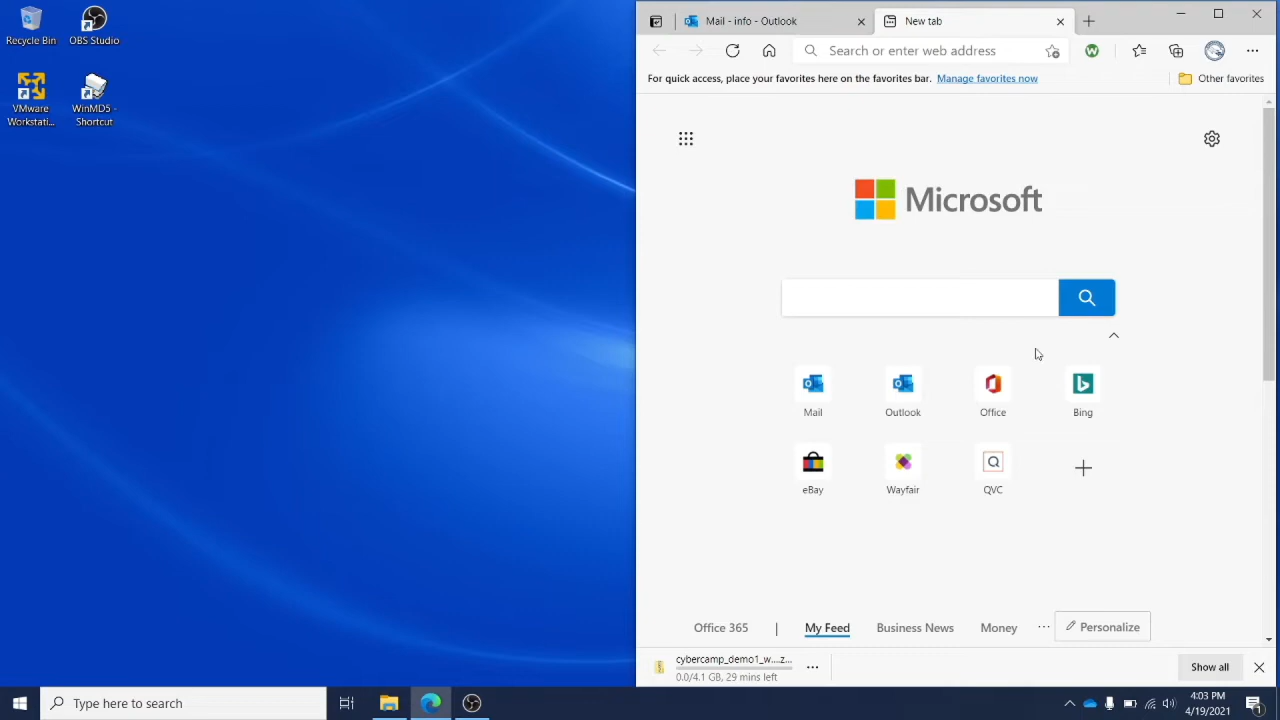 Recycle Bin
OBS Studio
VMware
Workstati...
WinMD5 -
Shortcut
Mail - info - Outlook
New tab
Search or enter web address
For quick access, place your favorites here on the favorites bar. Manage favorites now
Other favorites
Microsoft
Mail
Outlook
Office
Bing
eBay
Wayfair
QVC
Office 365 | My Feed Business News Money ... Personalize
cybercamp_demo1_w....z...
0.0/4.1 GB, 29 mins left
Show all
Type here to search
4:03 PM
4/19/2021